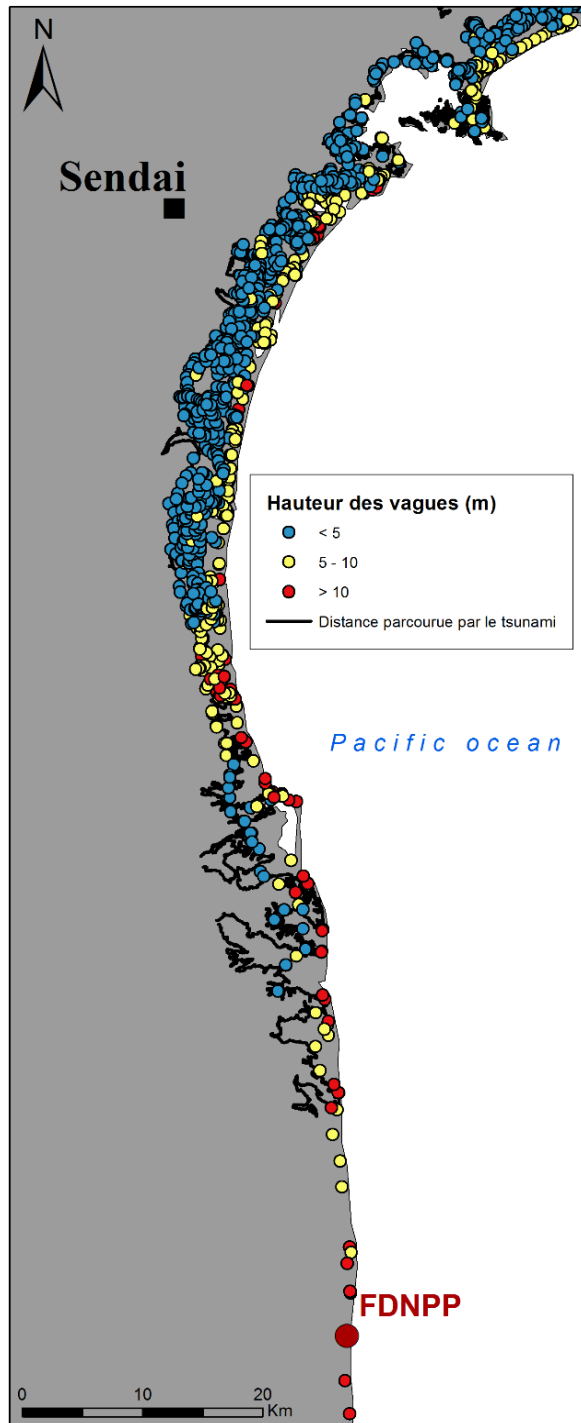 N
Sendai
Hauteur des vagues (m)
< 5
5 - 10
> 10
Distance parcourue par le tsunami
Pacific ocean
FDNPP
0 10 20
Km